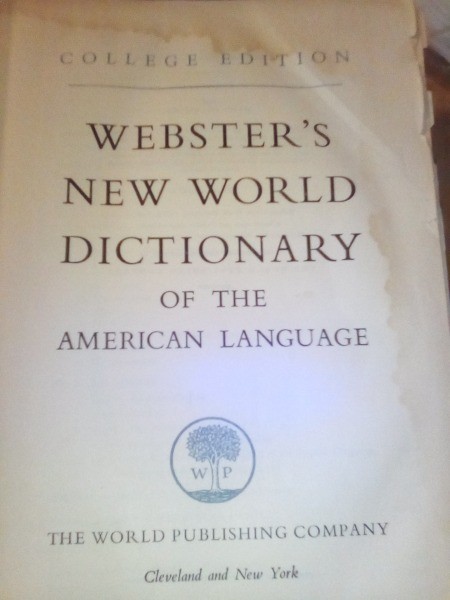 COLLEGE EDITION
WEBSTER'S
NEW WORLD
DICTIONARY
OF THE
AMERICAN LANGUAGE
W P
THE WORLD PUBLISHING COMPANY
Cleveland and New York